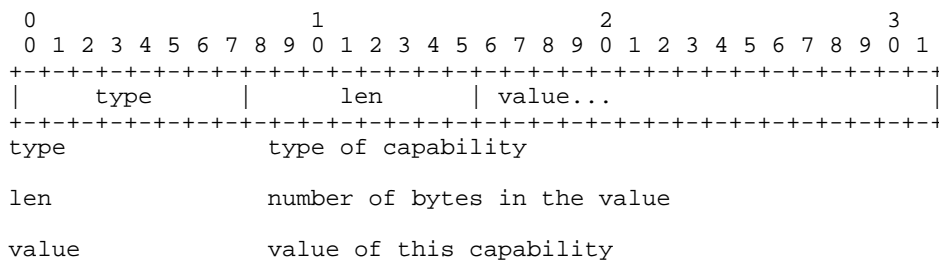 0                   1                   2                   3
 0 1 2 3 4 5 6 7 8 9 0 1 2 3 4 5 6 7 8 9 0 1 2 3 4 5 6 7 8 9 0 1
+-+-+-+-+-+-+-+-+-+-+-+-+-+-+-+-+-+-+-+-+-+-+-+-+-+-+-+-+-+-+-+-+
|     type      |      len      | value...                      |
+-+-+-+-+-+-+-+-+-+-+-+-+-+-+-+-+-+-+-+-+-+-+-+-+-+-+-+-+-+-+-+-+
type              type of capability
len               number of bytes in the value
value             value of this capability